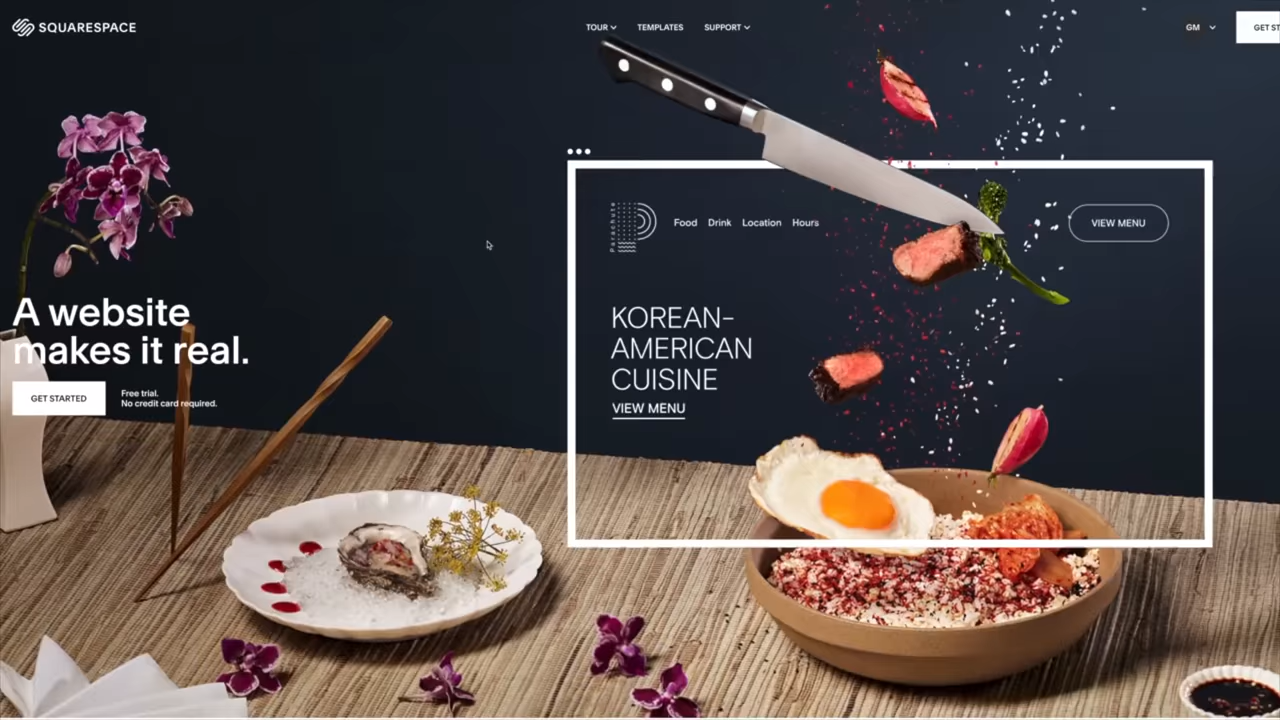 SQUARESPACE
TOUR
TEMPLATES
SUPPORT
GM
GET ST
Parachute
Food
Drink
Location
Hours
VIEW MENU
KOREAN-
AMERICAN
CUISINE
VIEW MENU
A website
makes it real.
GET STARTED
Free trial.
No credit card required.